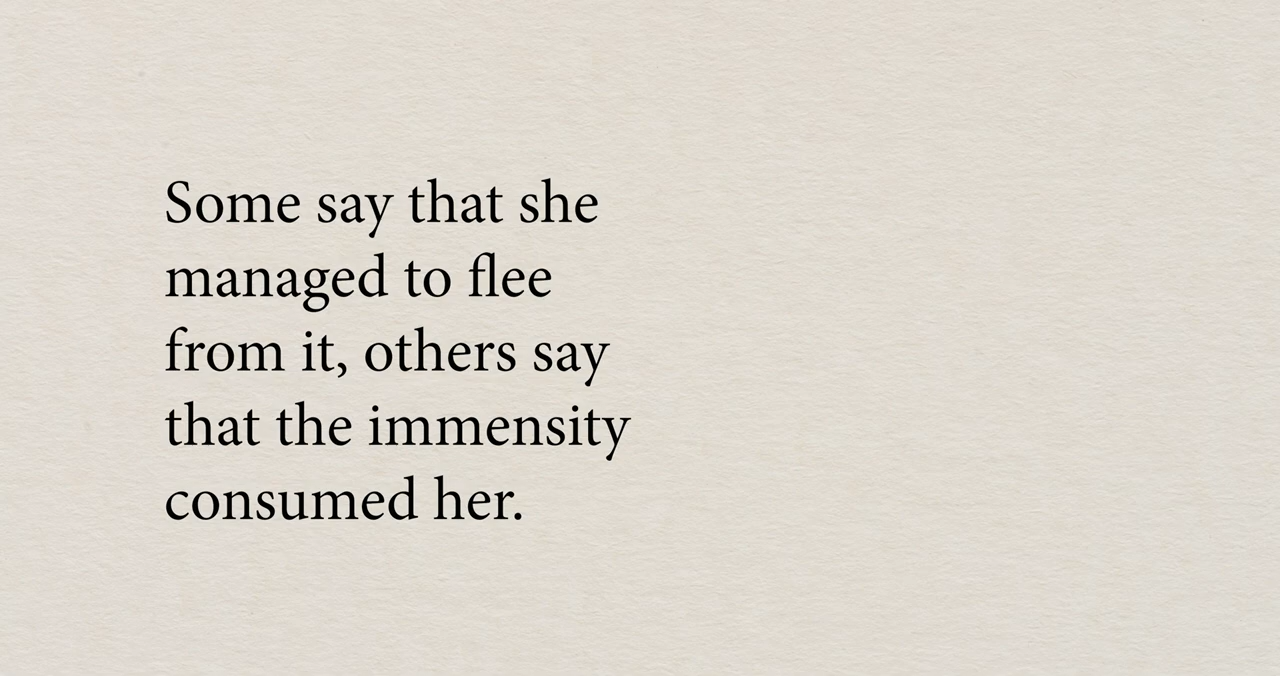 Some say that she
managed to flee
from it, others say
that the immensity
consumed her.